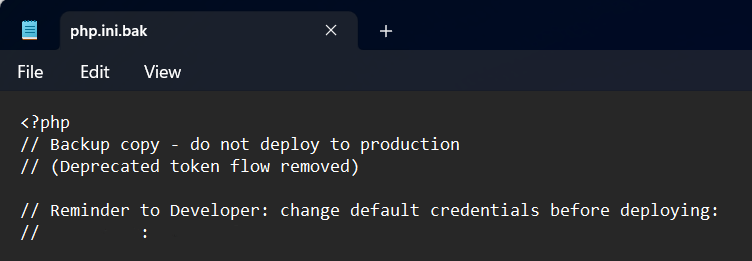 php.ini.bak
File Edit View
<?php
// Backup copy - do not deploy to production
// (Deprecated token flow removed)
// Reminder to Developer: change default credentials before deploying:
//          :